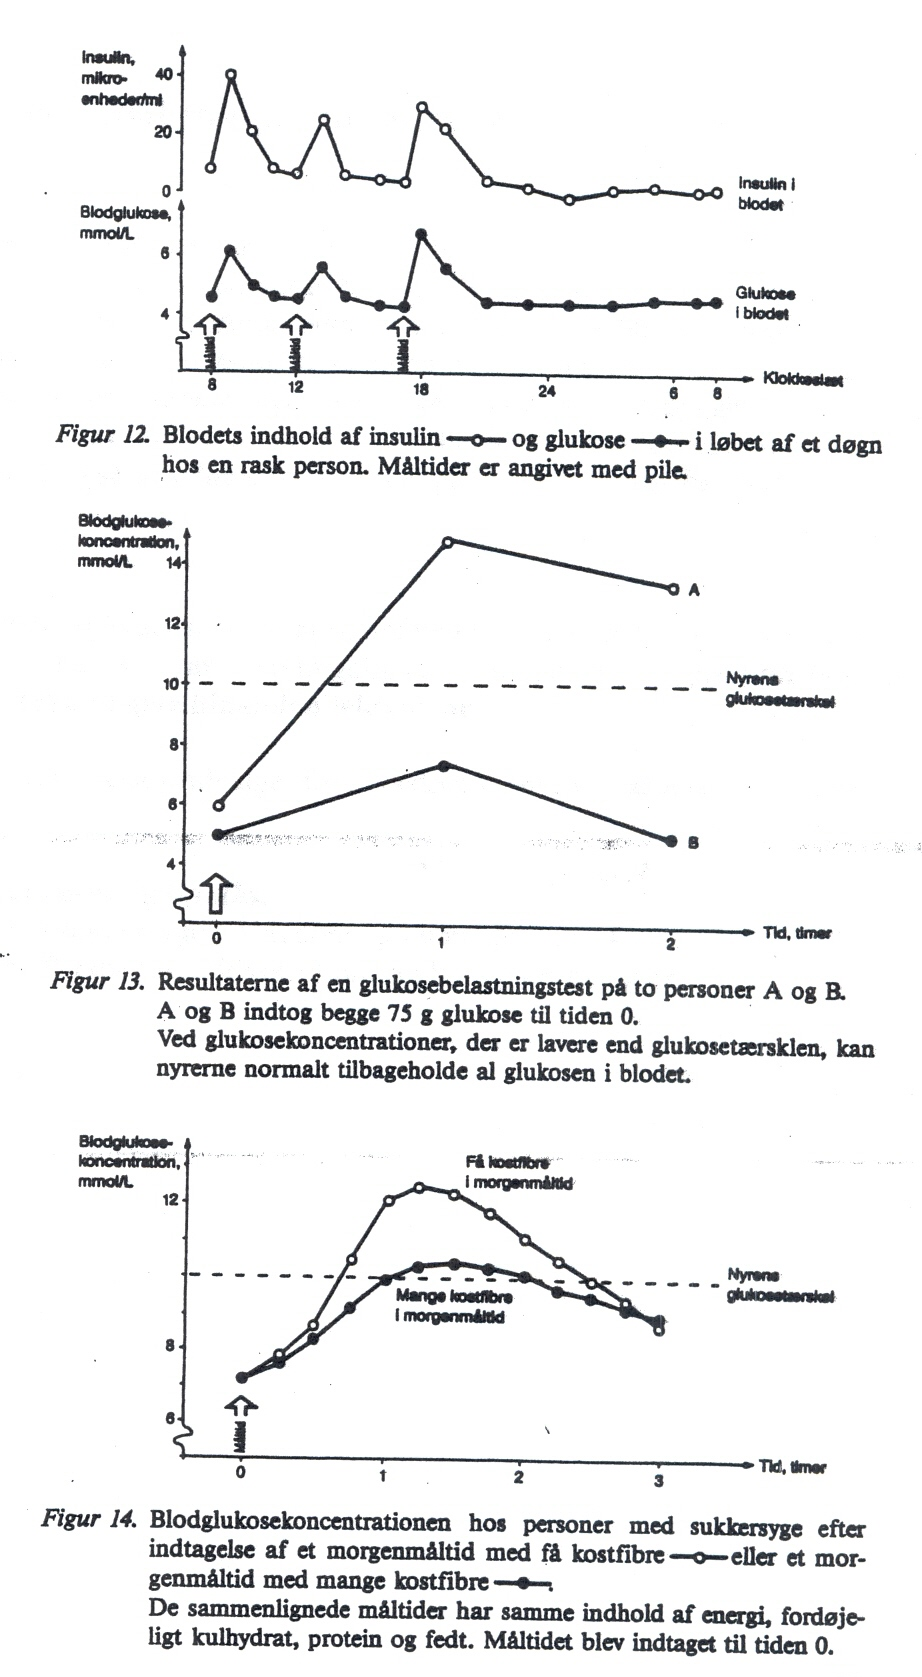 Insulin,
mikro-
enheder/ml
40
20
0
Insulin i
blodet
Blodglukose,
mmol/L
6
4
Glukose
i blodet
Måltid
Måltid
Måltid
8
12
18
24
6
8
Klokkeslæt
Figur 12. Blodets indhold af insulin og glukose i løbet af et døgn
hos en rask person. Måltider er angivet med pile.
Blodglukose-
koncentration,
mmol/L
14
12
10
8
6
4
A
Nyrens
glukosetærskel
B
0
1
2
Tid, timer
Figur 13. Resultaterne af en glukosebelastningstest på to personer A og B.
A og B indtog begge 75 g glukose til tiden 0.
Ved glukosekoncentrationer, der er lavere end glukosetærsklen, kan
nyrerne normalt tilbageholde al glukosen i blodet.
Blodglukose-
koncentration,
mmol/L
12
8
6
Få kostfibre
i morgenmåltid
Nyrens
glukosetærskel
Mange kostfibre
i morgenmåltid
Måltid
0
1
2
3
Tid, timer
Figur 14. Blodglukosekoncentrationen hos personer med sukkersyge efter
indtagelse af et morgenmåltid med få kostfibre eller et mor-
genmåltid med mange kostfibre .
De sammenlignede måltider har samme indhold af energi, fordøje-
ligt kulhydrat, protein og fedt. Måltidet blev indtaget til tiden 0.